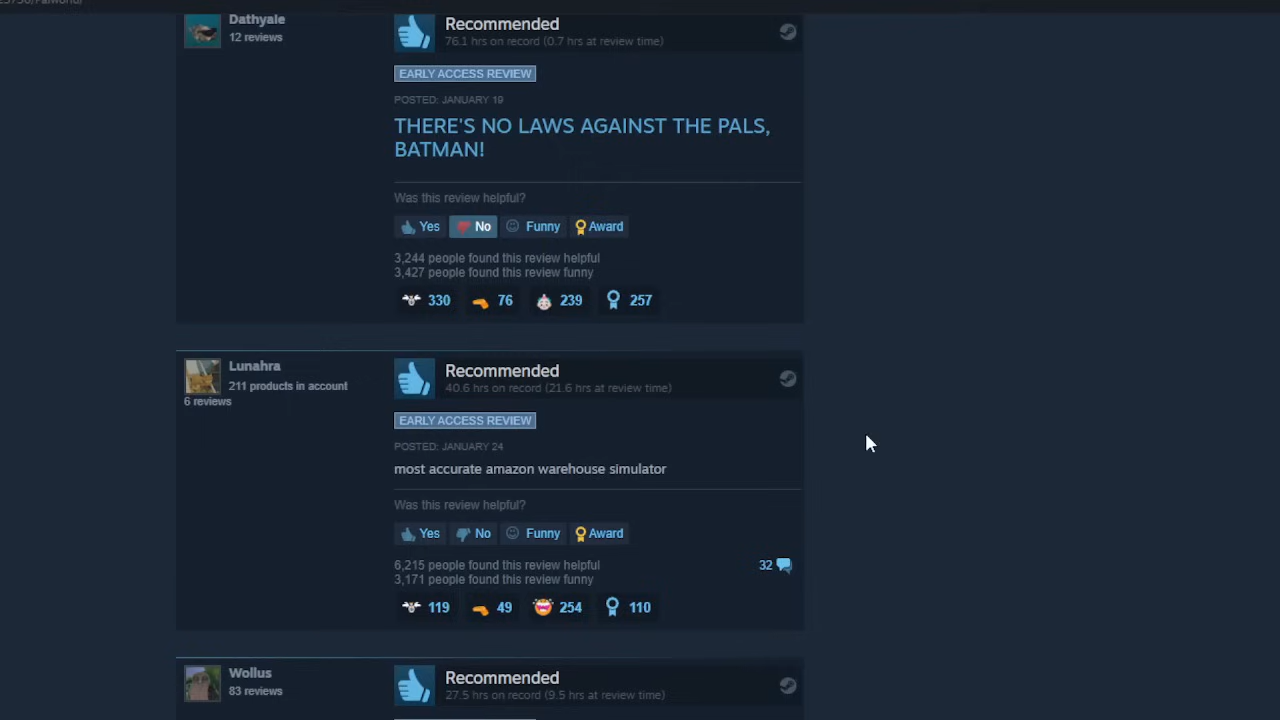 Dathyale
12 reviews
Recommended
76.1 hrs on record (0.7 hrs at review time)
EARLY ACCESS REVIEW
POSTED: JANUARY 19
THERE'S NO LAWS AGAINST THE PALS,
BATMAN!
Was this review helpful?
Yes No Funny Award
3,244 people found this review helpful
3,427 people found this review funny
330 76 239 257
Lunahra
211 products in account
6 reviews
Recommended
40.6 hrs on record (21.6 hrs at review time)
EARLY ACCESS REVIEW
POSTED: JANUARY 24
most accurate amazon warehouse simulator
Was this review helpful?
Yes No Funny Award
6,215 people found this review helpful
32
3,171 people found this review funny
119 49 254 110
Wollus
83 reviews
Recommended
27.5 hrs on record (9.5 hrs at review time)